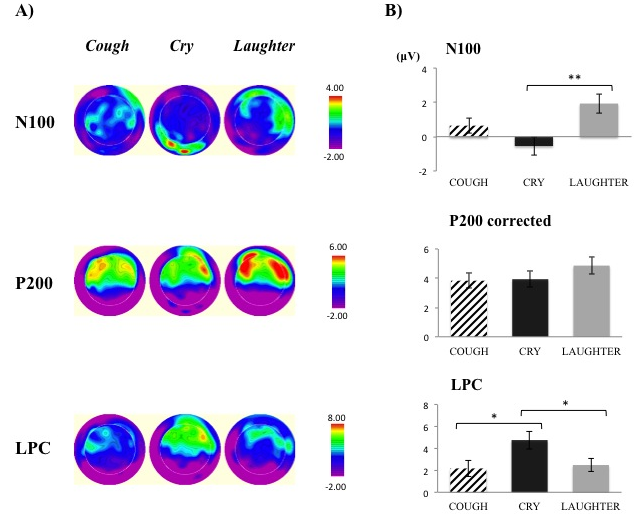 A)
Cough Cry Laughter
N100
4.00
-2.00
P200
6.00
-2.00
LPC
8.00
-2.00
B)
N100
(μV)
**
4
2
0
-2
COUGH CRY LAUGHTER
P200 corrected
6
4
2
0
COUGH CRY LAUGHTER
LPC
*
*
8
6
4
2
0
COUGH CRY LAUGHTER